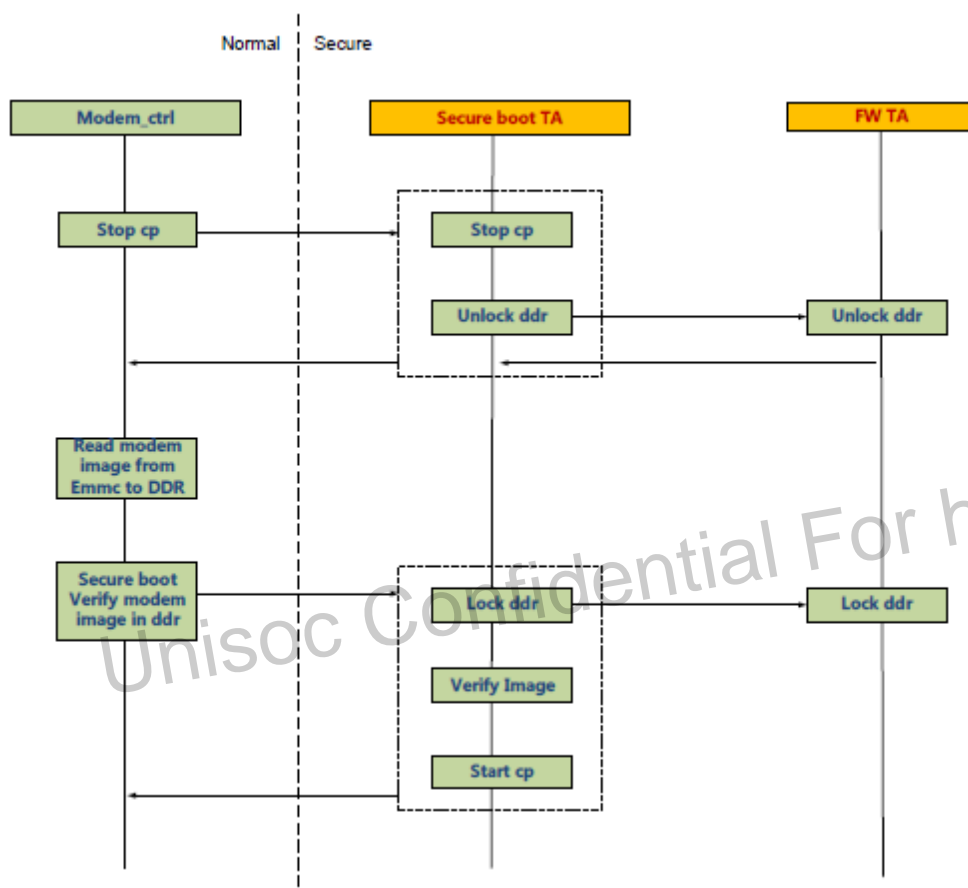 Normal
Secure
Modem_ctrl
Secure boot TA
FW TA
Stop cp
Stop cp
Unlock ddr
Unlock ddr
Read modem
image from
Emmc to DDR
Secure boot
Verify modem
image in ddr
Lock ddr
Lock ddr
Verify Image
Start cp
Unisoc Confidential For